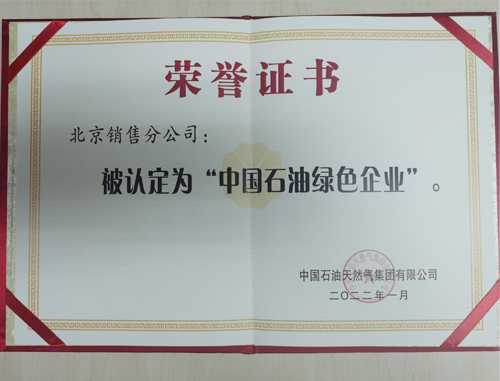 荣誉证书
北京销售分公司：
被认定为“中国石油绿色企业”。
中国石油天然气集团有限公司
二〇二二年一月